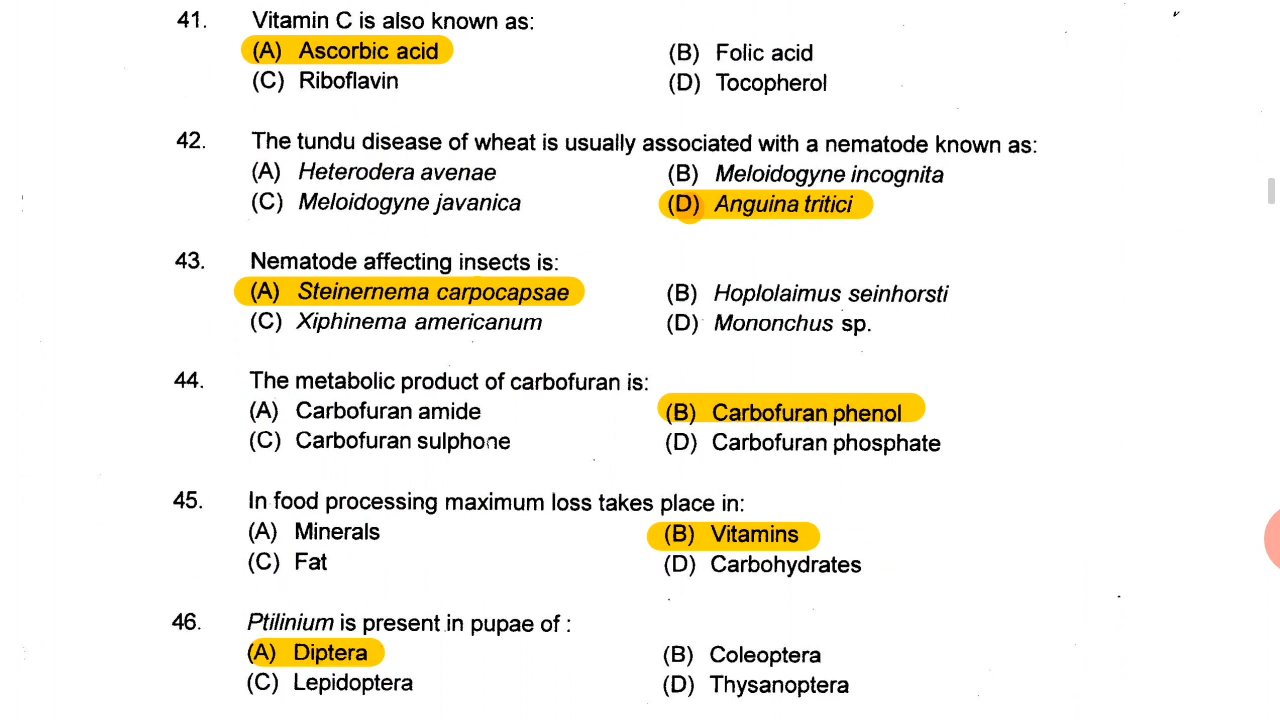 41. Vitamin C is also known as:
(A) Ascorbic acid (B) Folic acid
(C) Riboflavin (D) Tocopherol
42. The tundu disease of wheat is usually associated with a nematode known as:
(A) Heterodera avenae (B) Meloidogyne incognita
(C) Meloidogyne javanica (D) Anguina tritici
43. Nematode affecting insects is:
(A) Steinernema carpocapsae (B) Hoplolaimus seinhorsti
(C) Xiphinema americanum (D) Mononchus sp.
44. The metabolic product of carbofuran is:
(A) Carbofuran amide (B) Carbofuran phenol
(C) Carbofuran sulphone (D) Carbofuran phosphate
45. In food processing maximum loss takes place in:
(A) Minerals (B) Vitamins
(C) Fat (D) Carbohydrates
46. Ptilinium is present in pupae of :
(A) Diptera (B) Coleoptera
(C) Lepidoptera (D) Thysanoptera